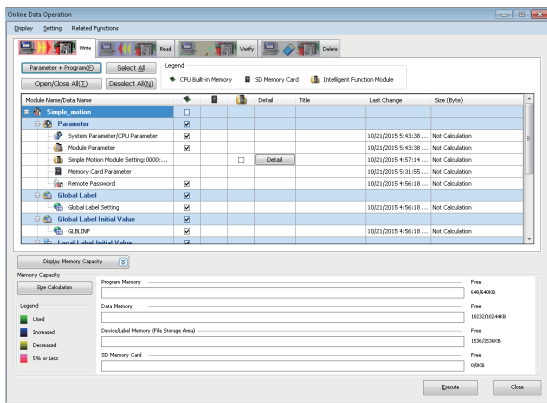 Online Data Operation
Display Setting Related Functions
Write Read Verify Delete
Parameter + Program(F) Select All
Legend
CPU Built-in Memory SD Memory Card Intelligent Function Module
Open/Close All(T) Deselect All(N)
Module Name/Data Name Detail Title Last Change Size (Byte)
Simple_motion
Parameter
System Parameter/CPU Parameter 10/21/2015 5:43:38 ... Not Calculation
Module Parameter 10/21/2015 5:43:38 ... Not Calculation
Simple Motion Module Setting:0000:... Detail 10/21/2015 4:57:14 ... Not Calculation
Memory Card Parameter 10/21/2015 5:31:55 ... Not Calculation
Remote Password 10/21/2015 4:56:18 ... Not Calculation
Global Label
Global Label Setting 10/21/2015 4:56:18 ... Not Calculation
Global Label Initial Value
GLBLINF 10/21/2015 4:56:18 ... Not Calculation
Local Label Initial Value
Display Memory Capacity
Memory Capacity
Size Calculation
Program Memory Free
640/640KB
Legend
Used
Increased
Decreased
5% or Less
Data Memory Free
10232/10244KB
Device/Label Memory (File Storage Area) Free
1536/1536KB
SD Memory Card Free
0/0KB
Execute Close